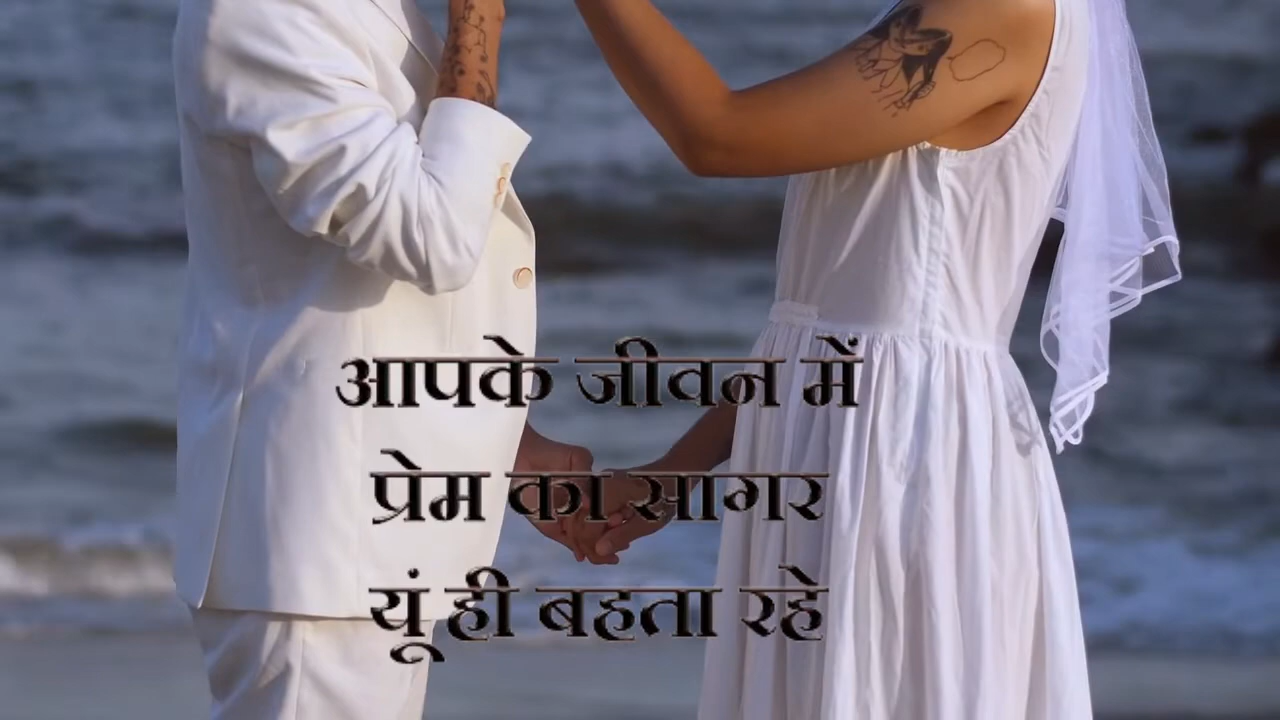 आपके जीवन में
प्रेम का सागर
यूं ही बहता रहे